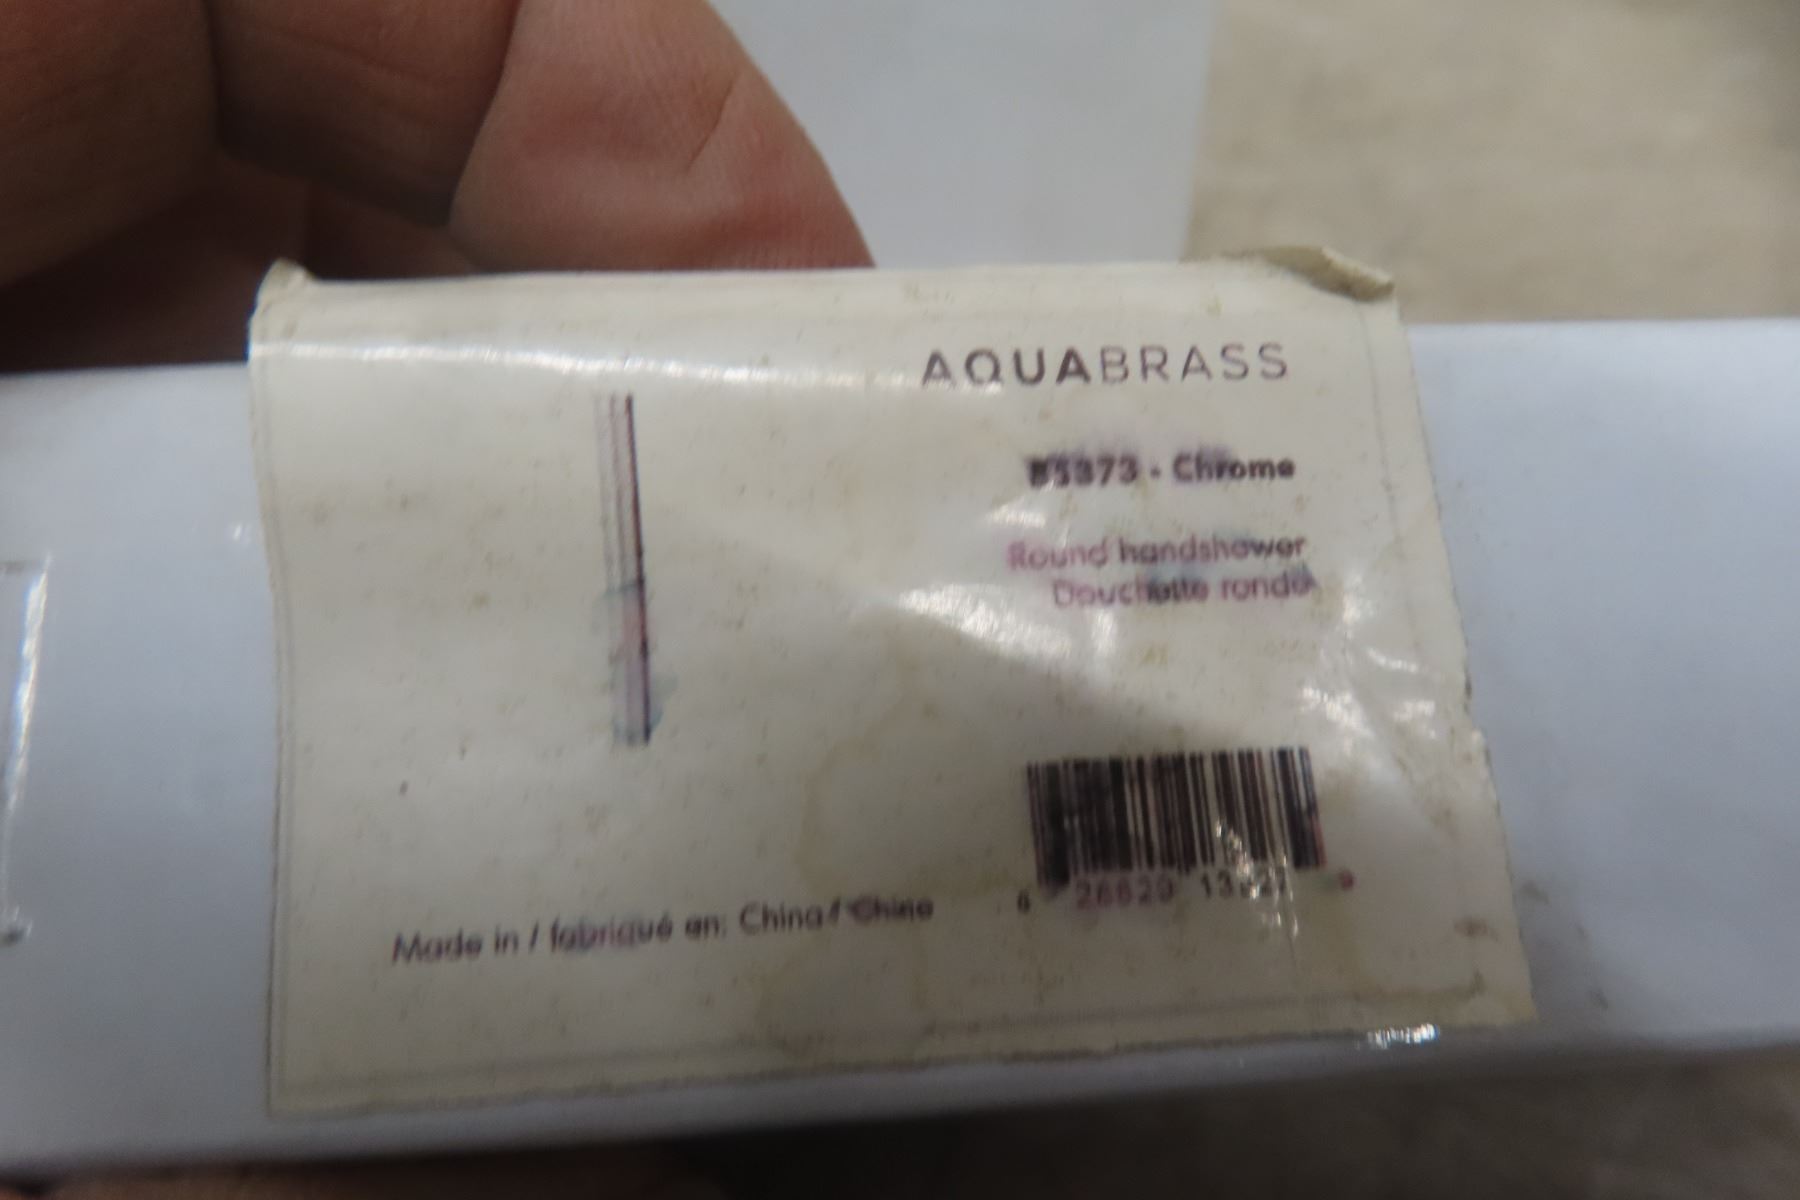 AQUABRASS
- Chrome
Round handshower
Douchette ronde
Made in / fabriqué en: China / Chine